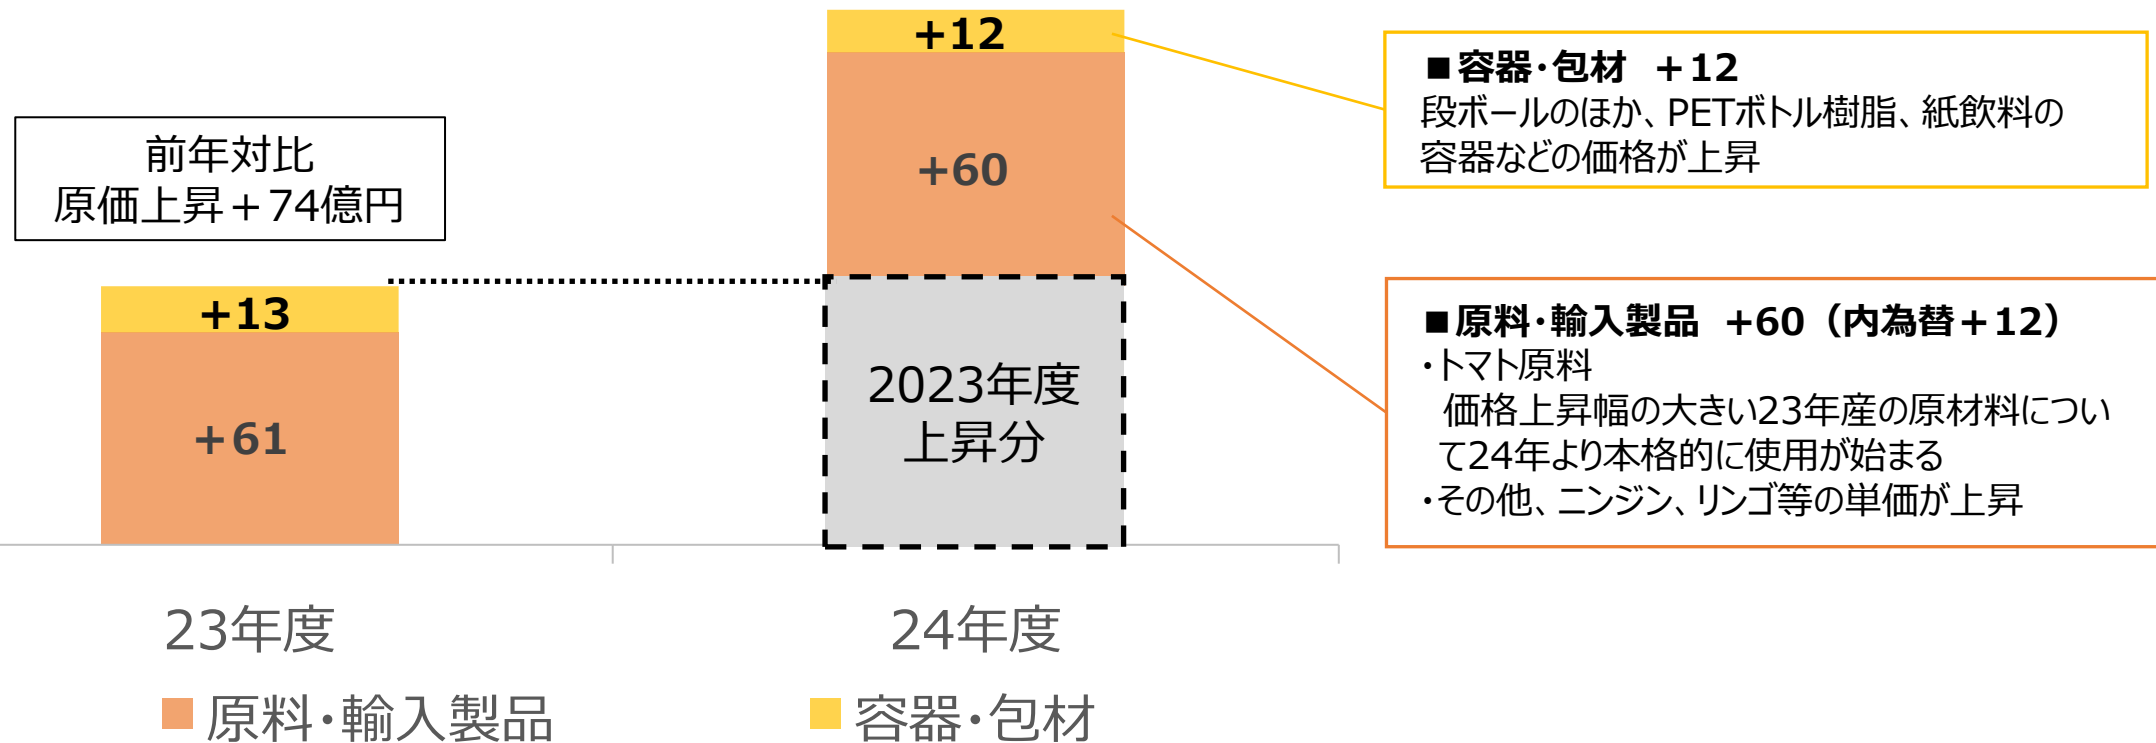 前年対比
原価上昇＋74億円
+13
+61
+12
+60
2023年度
上昇分
23年度
24年度
原料・輸入製品
容器・包材
■容器・包材 ＋12
段ボールのほか、PETボトル樹脂、紙飲料の
容器などの価格が上昇
■原料・輸入製品 +60（内為替＋12）
・トマト原料
価格上昇幅の大きい23年産の原材料につい
て24年より本格的に使用が始まる
・その他、ニンジン、リンゴ等の単価が上昇